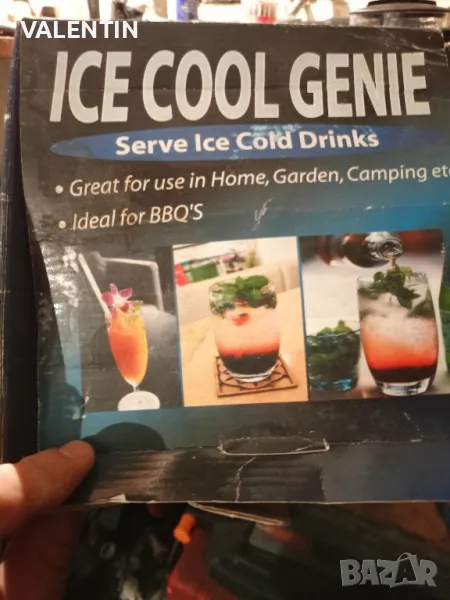 VALENTIN
ICE COOL GENIE
Serve Ice Cold Drinks
• Great for use in Home, Garden, Camping etc
• Ideal for BBQ'S
BAZAR